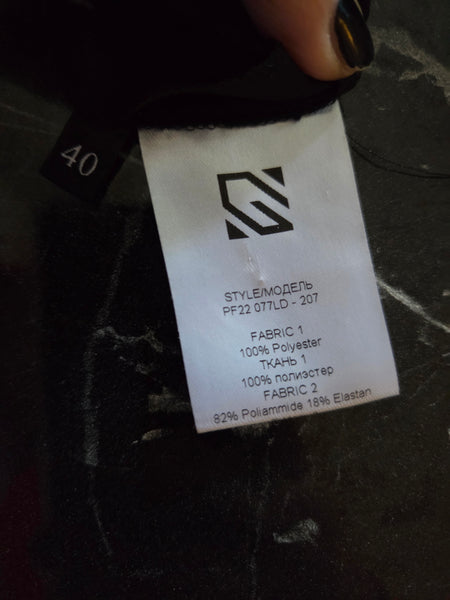 40
STYLE/МОДЕЛЬ
PF22 077LD - 207
FABRIC 1
100% Polyester
ТКАНЬ 1
100% полиэстер
FABRIC 2
82% Poliammide 18% Elastan